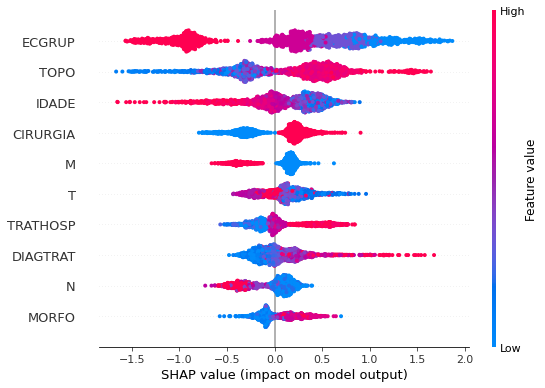 High
ECGRUP
TOPO
IDADE
CIRURGIA
M
T
TRATHOSP
DIAGTRAT
N
MORFO
Feature value
Low
−1.5 −1.0 −0.5 0.0 0.5 1.0 1.5 2.0
SHAP value (impact on model output)